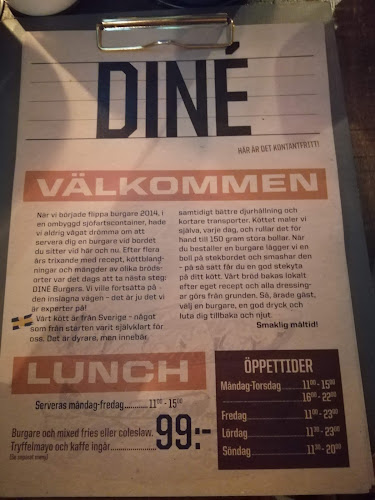 DINÉ
HÄR ÄR DET KONTANTFRITT!
VÄLKOMMEN
När vi började flippa burgare 2014, i
en ombyggd sjöfartscontainer, hade
vi aldrig vågat drömma om att
servera dig en burgare vid bordet
du sitter vid här och nu. Efter flera
års trixande med recept, köttbland-
ningar och mängder av olika bröds-
orter var det dags att ta nästa steg:
DINÉ Burgers. Vi ville fortsätta på
den inslagna vägen - det är ju det vi
är experter på!
Vårt kött är från Sverige - något
som från starten varit självklart för
oss. Det är dyrare, men innebär
samtidigt bättre djurhållning och
kortare transporter. Köttet maler vi
själva, varje dag, och rullar det för
hand till 150 gram stora bollar. När
du beställer en burgare lägger vi en
boll på stekbordet och smashar den
- på så sätt får du en god stekyta
på ditt kött. Vårt bröd bakas lokalt
efter eget recept och alla dressing-
ar görs från grunden. Så, ärade gäst,
välj en burgare, en god dryck och
luta dig tillbaka och njut.
Smaklig måltid!
LUNCH
Serveras måndag-fredag............11⁰⁰ - 15⁰⁰
Burgare och mixed fries eller coleslaw.
Tryffelmayo och kaffe ingår
99:-
ÖPPETTIDER
Måndag-Torsdag........11⁰⁰ - 15⁰⁰
16⁰⁰ - 22⁰⁰
Fredag..................11⁰⁰ - 23⁰⁰
Lördag..................11³⁰ - 23⁰⁰
Söndag..................11³⁰ - 20⁰⁰